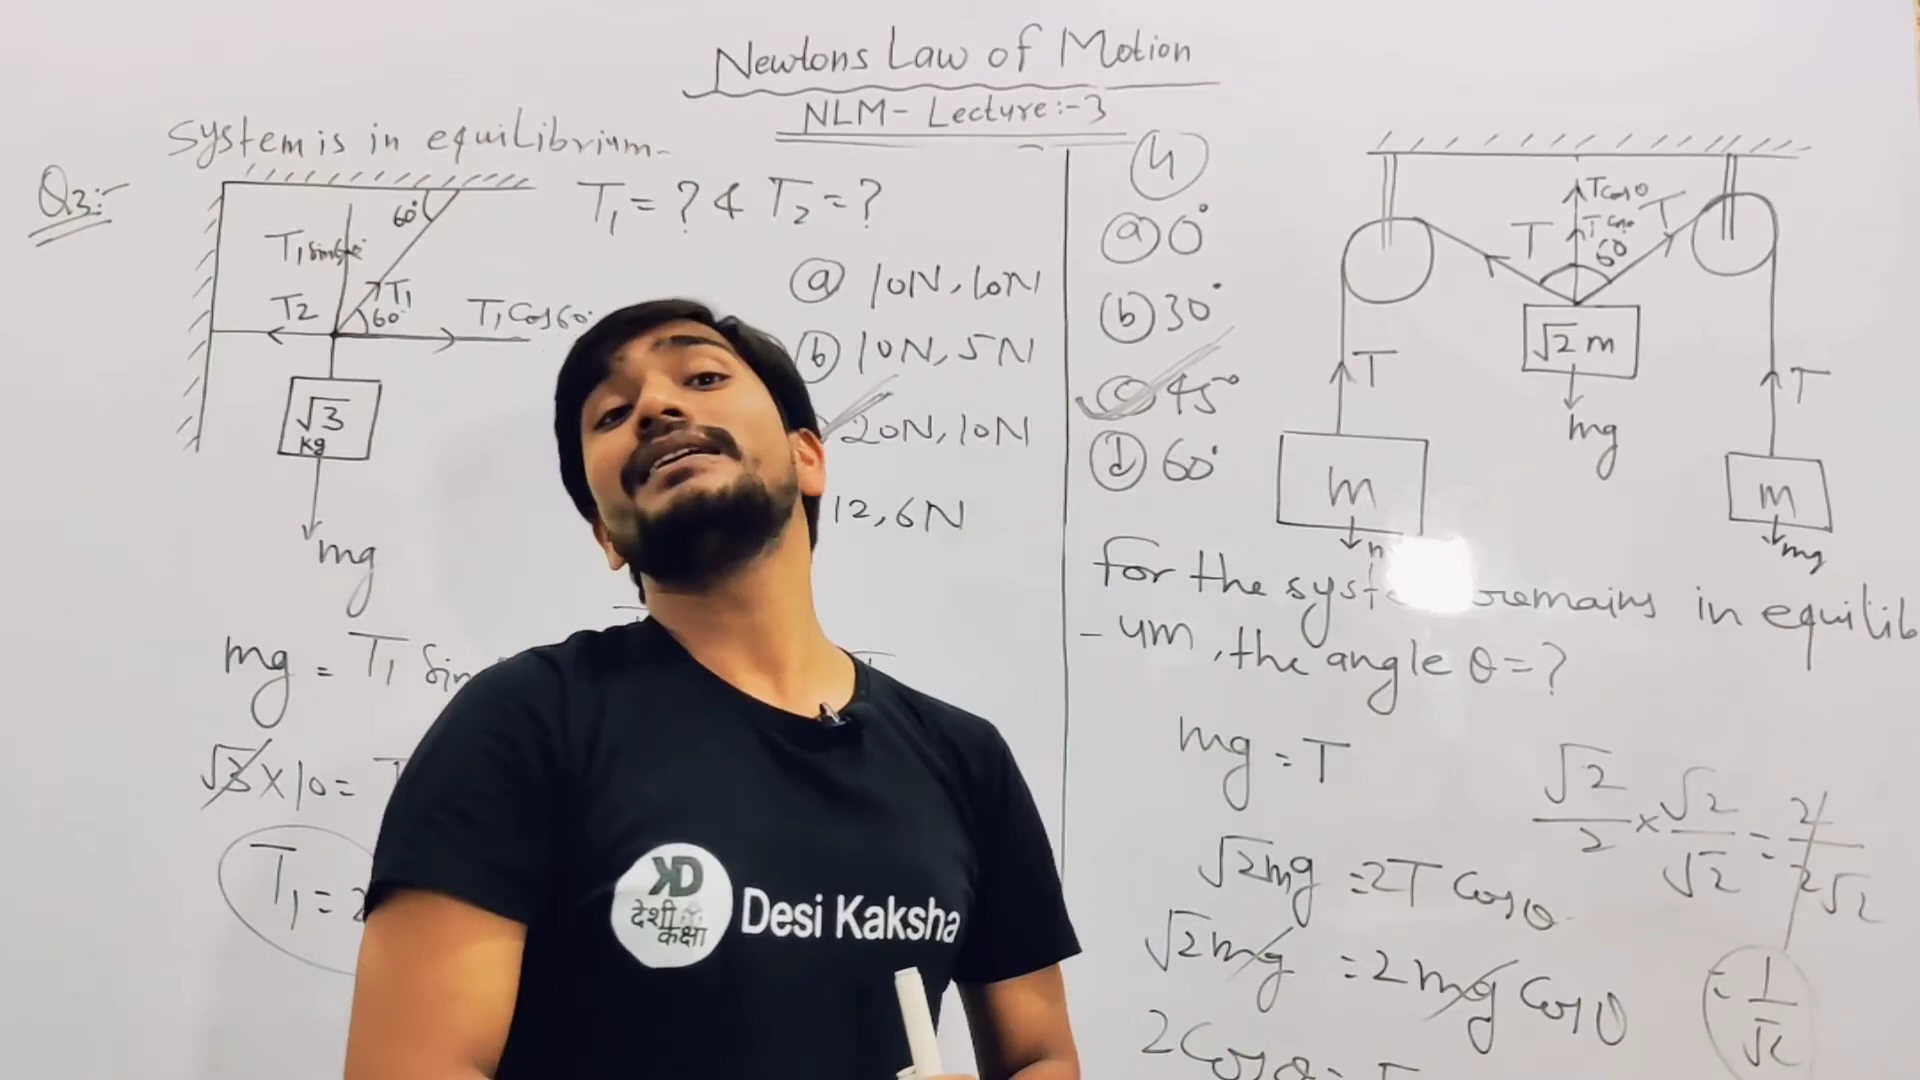 Newtons Law of Motion
NLM- Lecture:-3
System is in equilibrium-
Q3:-
T₁ = ? & T₂ = ?
60°
T₁
60°
T2
T₁ Cos60°
√3
kg
mg
ⓐ 10N, 10N
ⓑ 10N, 5N
20N, 10N
12, 6N
mg = T₁ Sin
√3 × 10 =
T₁ = 2
4
ⓐ 0°
ⓑ 30°
ⓒ 45°
ⓓ 60°
Tcosθ
T
T
60
√2 m
mg
T
T
m
m
mg
For the syst remains in equilib
-um, the angle θ = ?
mg = T
√2mg = 2T Cosθ
√2mg = 2mg Cosθ
√2/2 × √2/√2 = 2/2√2
= 1/√2
KD
देशी
कक्षा
Desi Kaksha